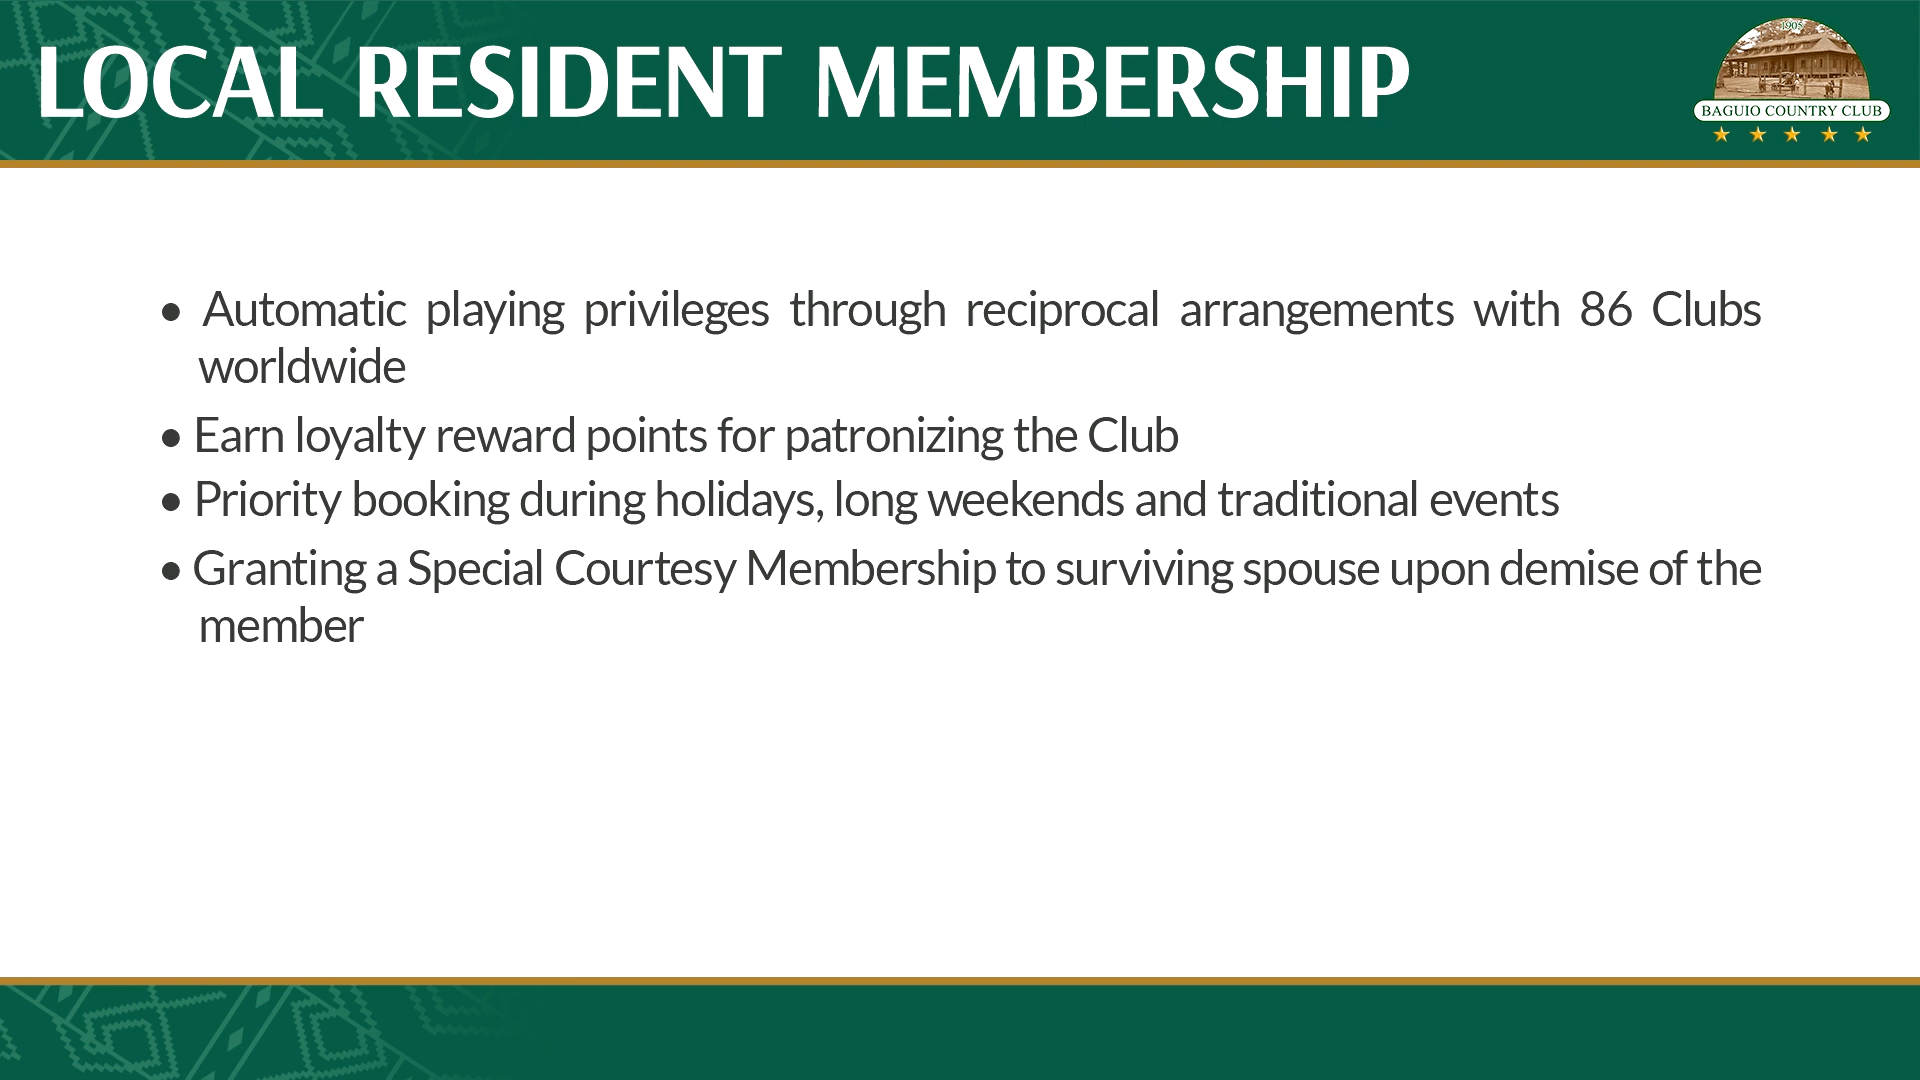 LOCAL RESIDENT MEMBERSHIP
1905
BAGUIO COUNTRY CLUB
• Automatic playing privileges through reciprocal arrangements with 86 Clubs
worldwide
• Earn loyalty reward points for patronizing the Club
• Priority booking during holidays, long weekends and traditional events
• Granting a Special Courtesy Membership to surviving spouse upon demise of the
member